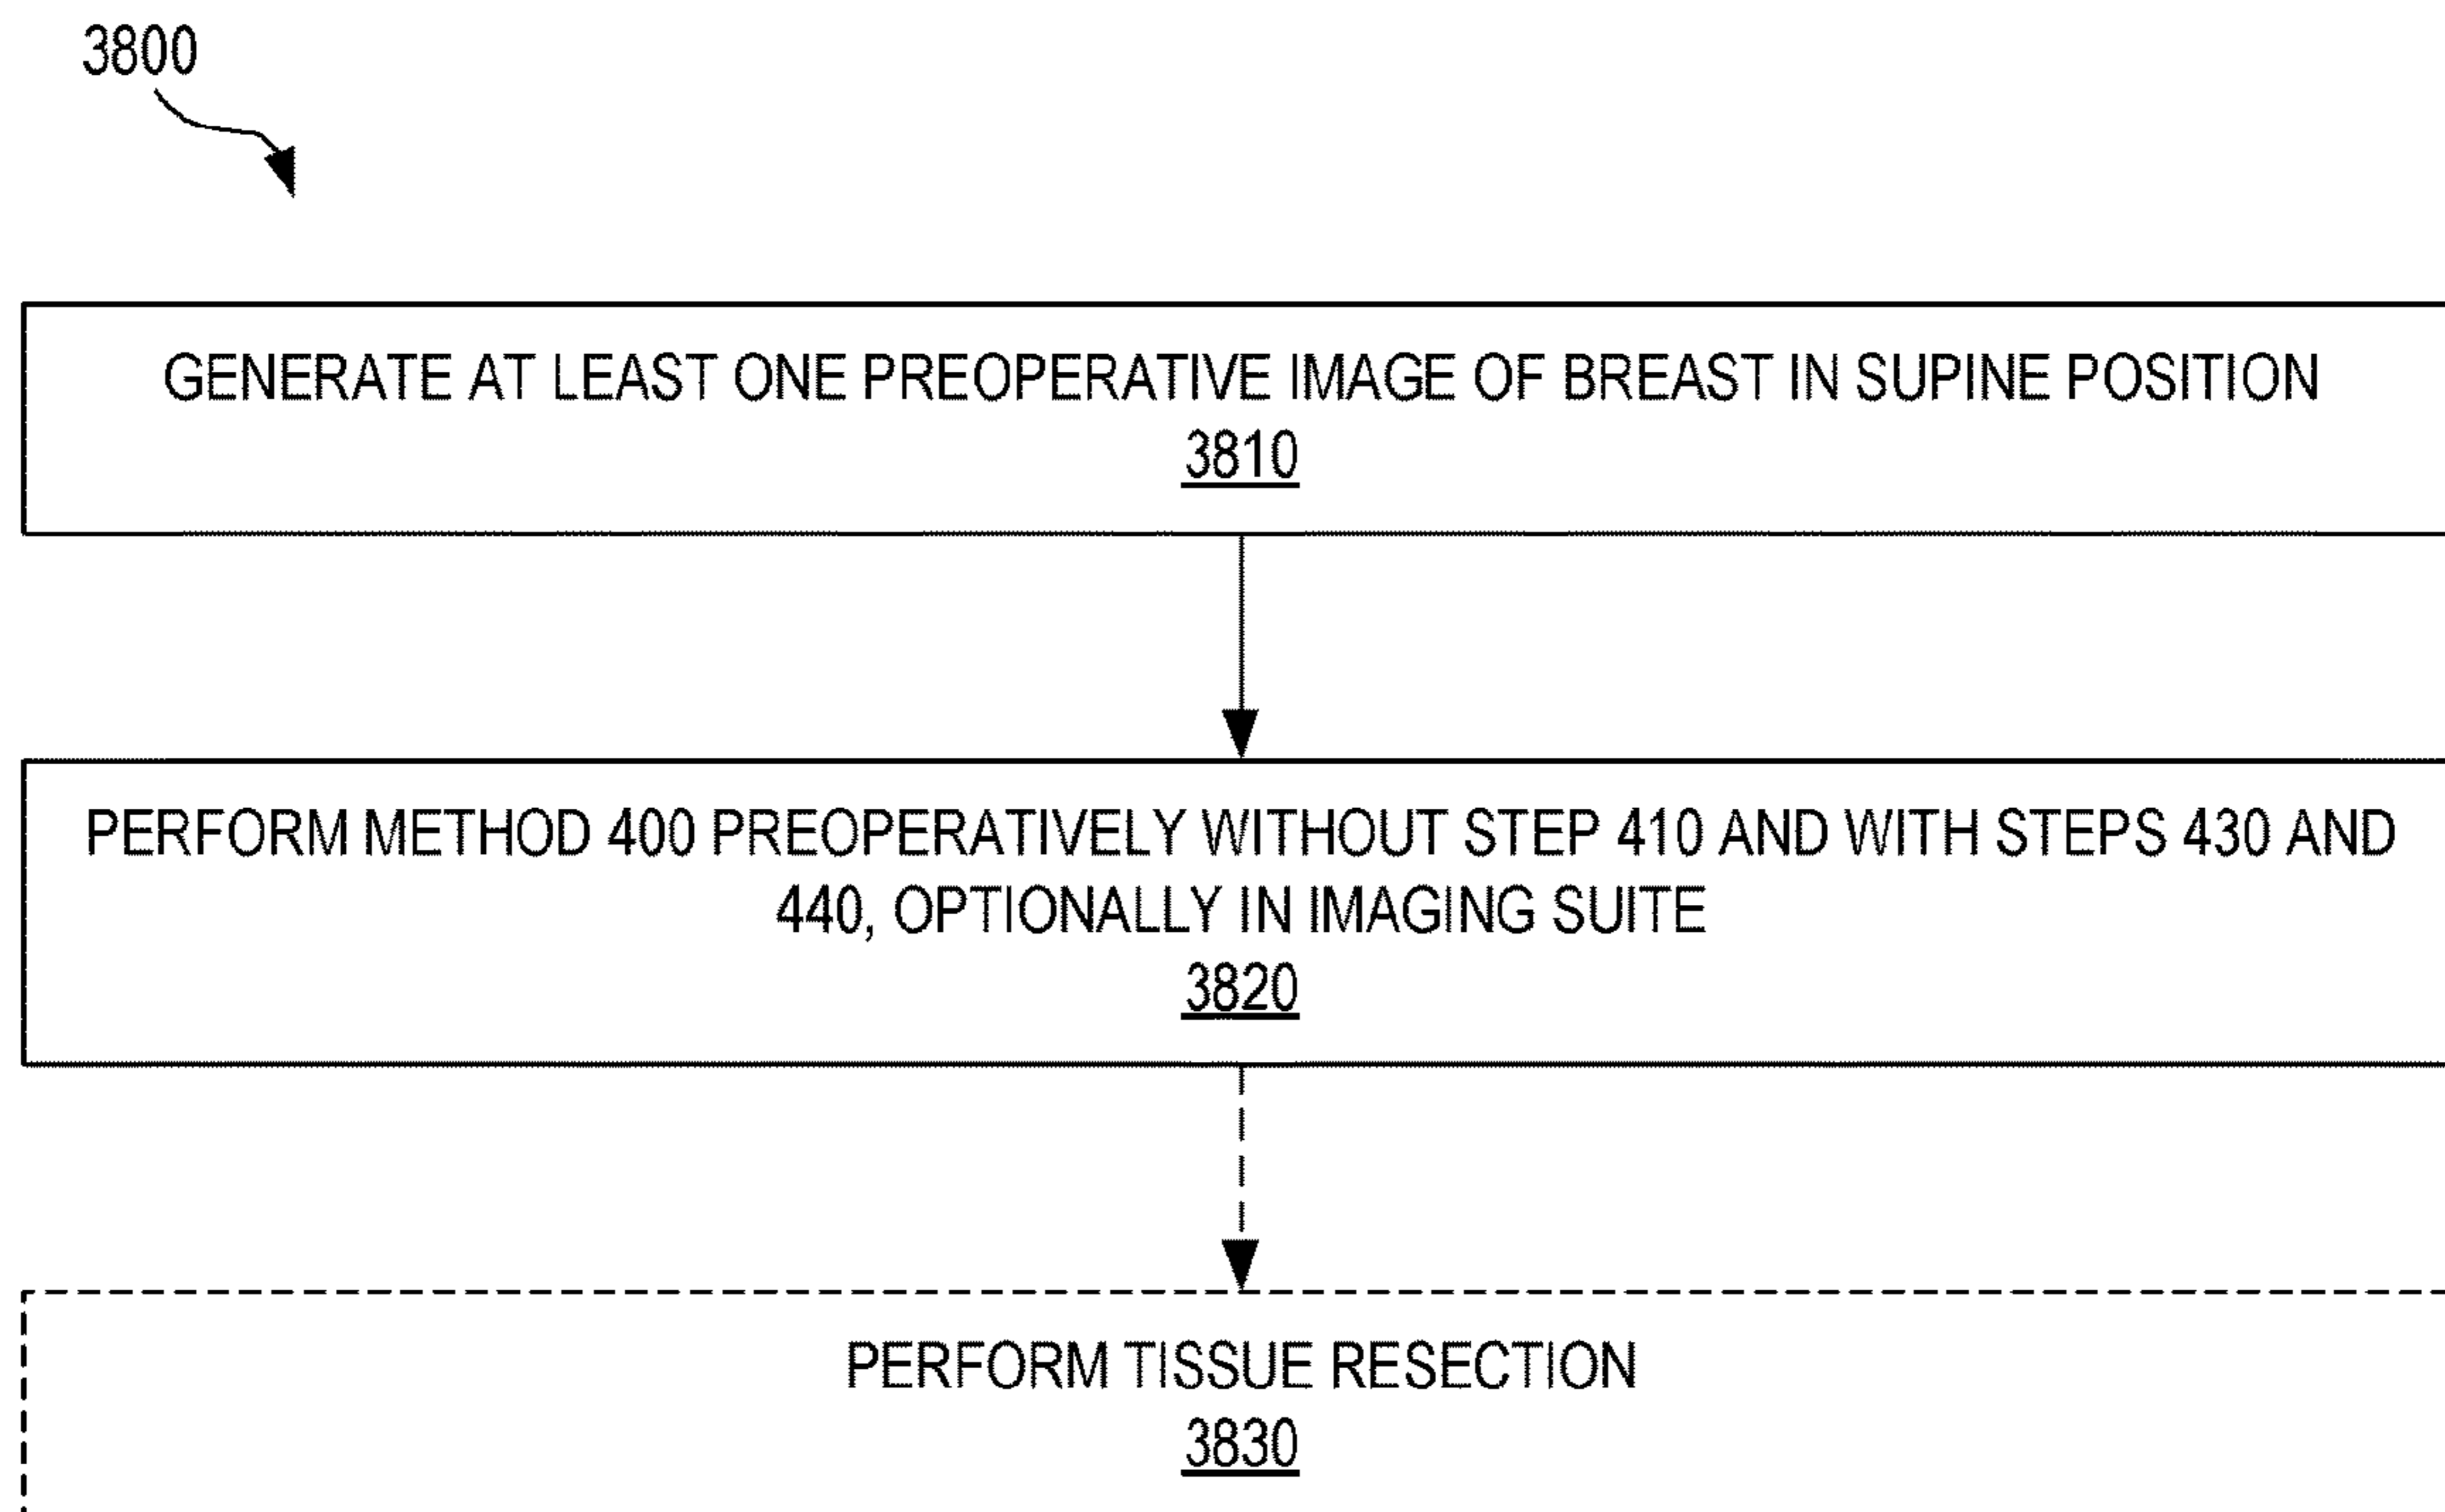 3800
GENERATE AT LEAST ONE PREOPERATIVE IMAGE OF BREAST IN SUPINE POSITION
3810
PERFORM METHOD 400 PREOPERATIVELY WITHOUT STEP 410 AND WITH STEPS 430 AND
440, OPTIONALLY IN IMAGING SUITE
3820
PERFORM TISSUE RESECTION
3830